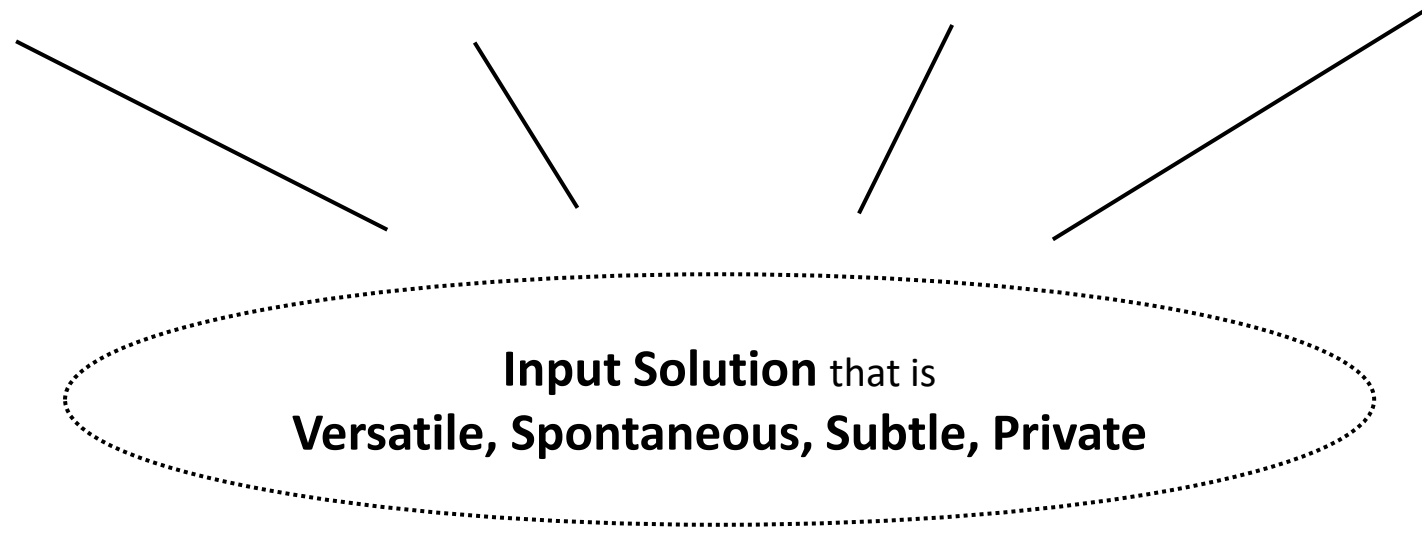 Input Solution that is
Versatile, Spontaneous, Subtle, Private